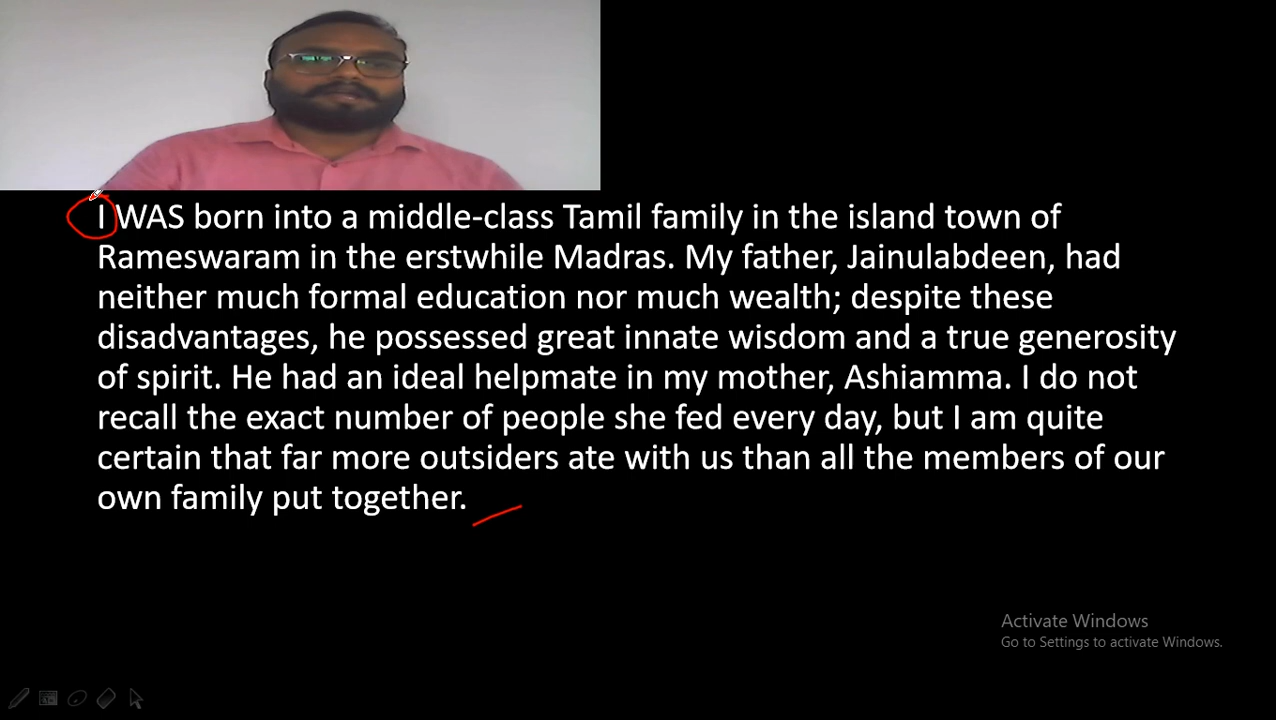 I WAS born into a middle-class Tamil family in the island town of
Rameswaram in the erstwhile Madras. My father, Jainulabdeen, had
neither much formal education nor much wealth; despite these
disadvantages, he possessed great innate wisdom and a true generosity
of spirit. He had an ideal helpmate in my mother, Ashiamma. I do not
recall the exact number of people she fed every day, but I am quite
certain that far more outsiders ate with us than all the members of our
own family put together.
Activate Windows
Go to Settings to activate Windows.